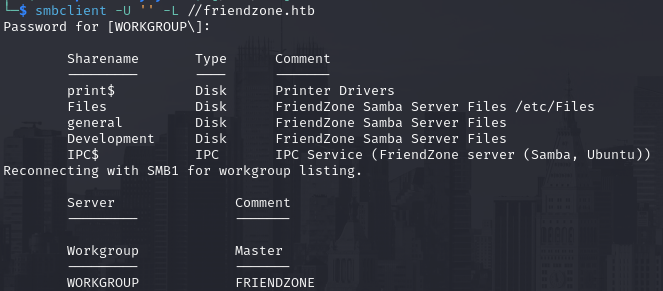 └─$ smbclient -U '' -L //friendzone.htb
Password for [WORKGROUP\]:
Sharename Type Comment
--------- ---- -------
print$ Disk Printer Drivers
Files Disk FriendZone Samba Server Files /etc/Files
general Disk FriendZone Samba Server Files
Development Disk FriendZone Samba Server Files
IPC$ IPC IPC Service (FriendZone server (Samba, Ubuntu))
Reconnecting with SMB1 for workgroup listing.
Server Comment
--------- -------
Workgroup Master
--------- -------
WORKGROUP FRIENDZONE